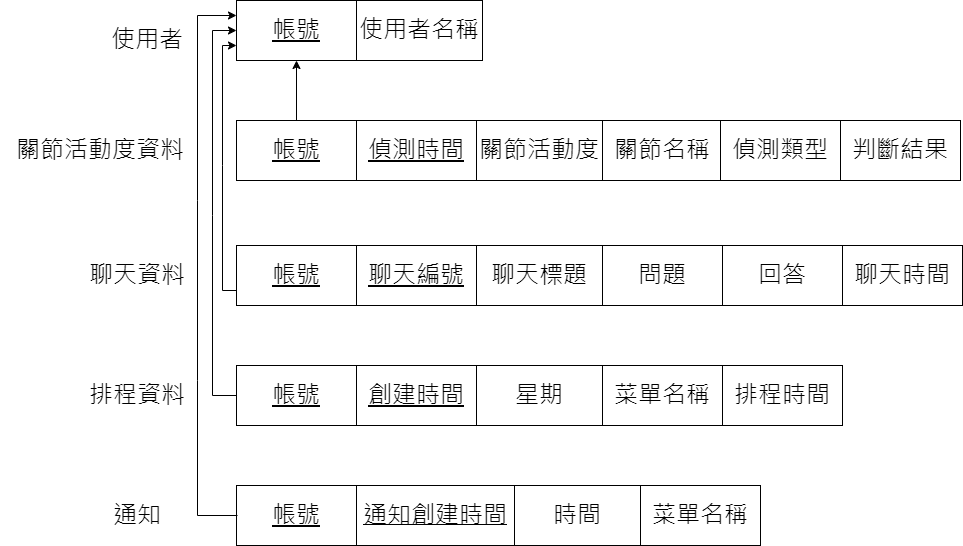 使用者 帳號 使用者名稱
關節活動度資料 帳號 偵測時間 關節活動度 關節名稱 偵測類型 判斷結果
聊天資料 帳號 聊天編號 聊天標題 問題 回答 聊天時間
排程資料 帳號 創建時間 星期 菜單名稱 排程時間
通知 帳號 通知創建時間 時間 菜單名稱